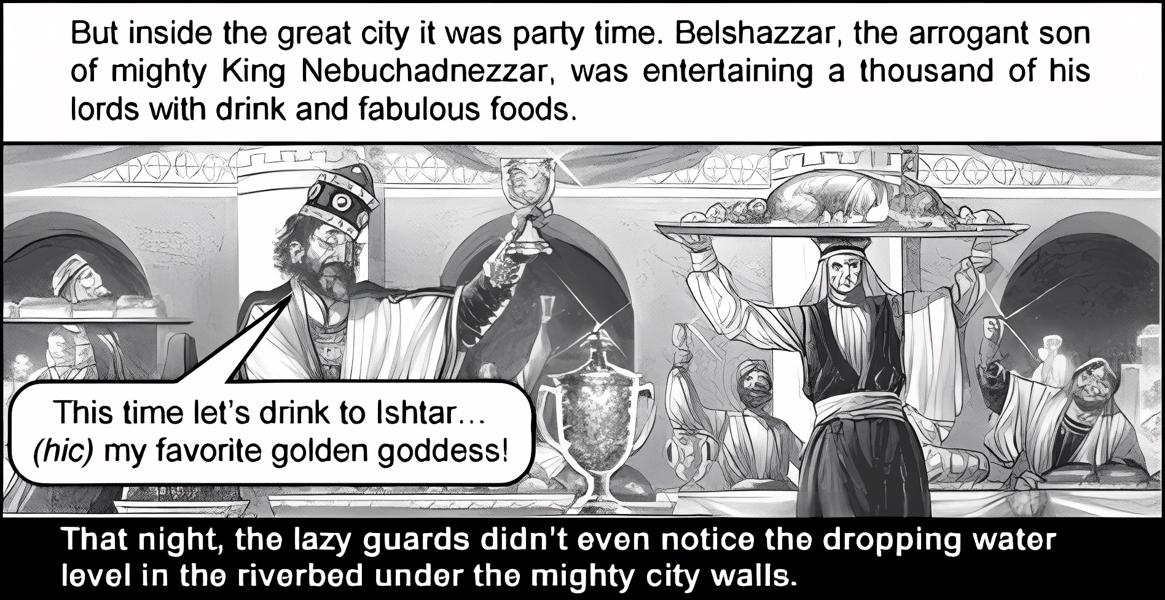 But inside the great city it was party time. Belshazzar, the arrogant son
of mighty King Nebuchadnezzar, was entertaining a thousand of his
lords with drink and fabulous foods.
This time let's drink to Ishtar...
(hic) my favorite golden goddess!
That night, the lazy guards didn't even notice the dropping water
level in the riverbed under the mighty city walls.